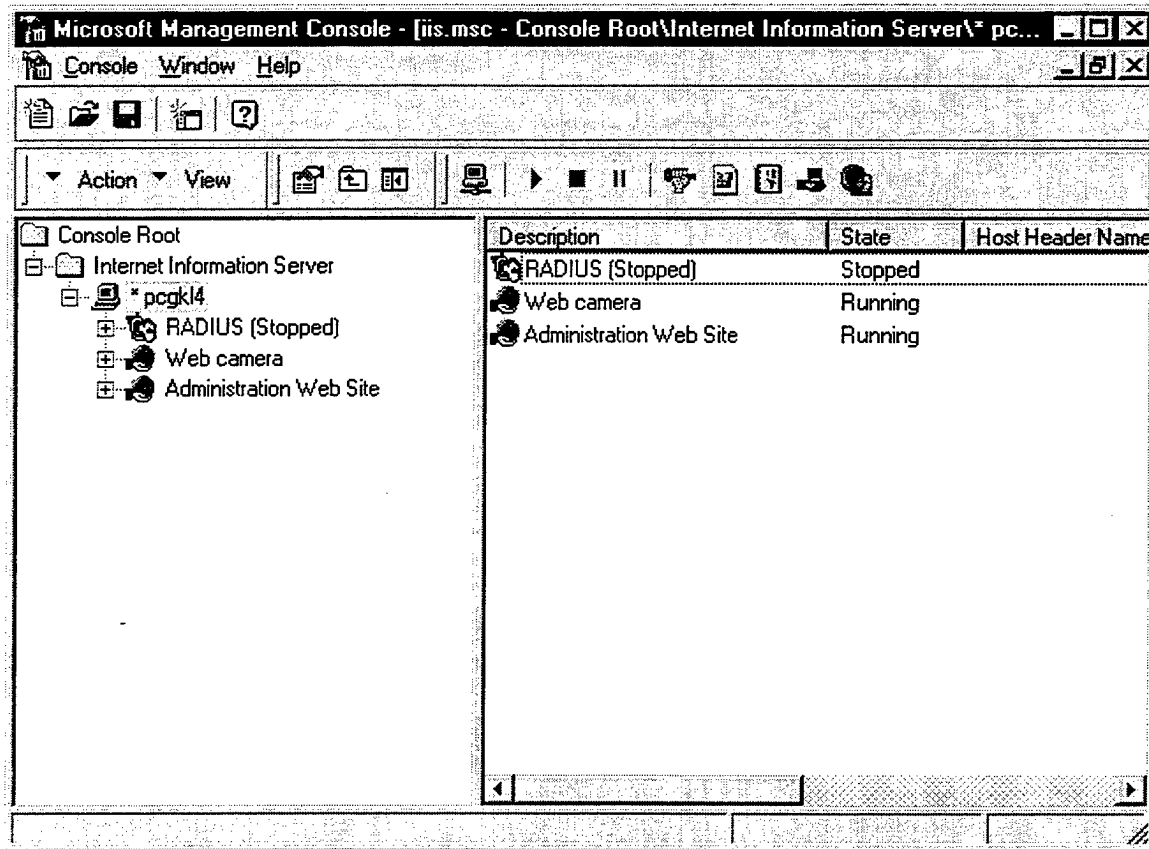 Microsoft Management Console - [iis.msc - Console Root\Internet Information Server\* pc...
Console Window Help
Action View
Console Root
Internet Information Server
* pcgkl4
RADIUS (Stopped)
Web camera
Administration Web Site
Description State Host Header Name
RADIUS (Stopped) Stopped
Web camera Running
Administration Web Site Running